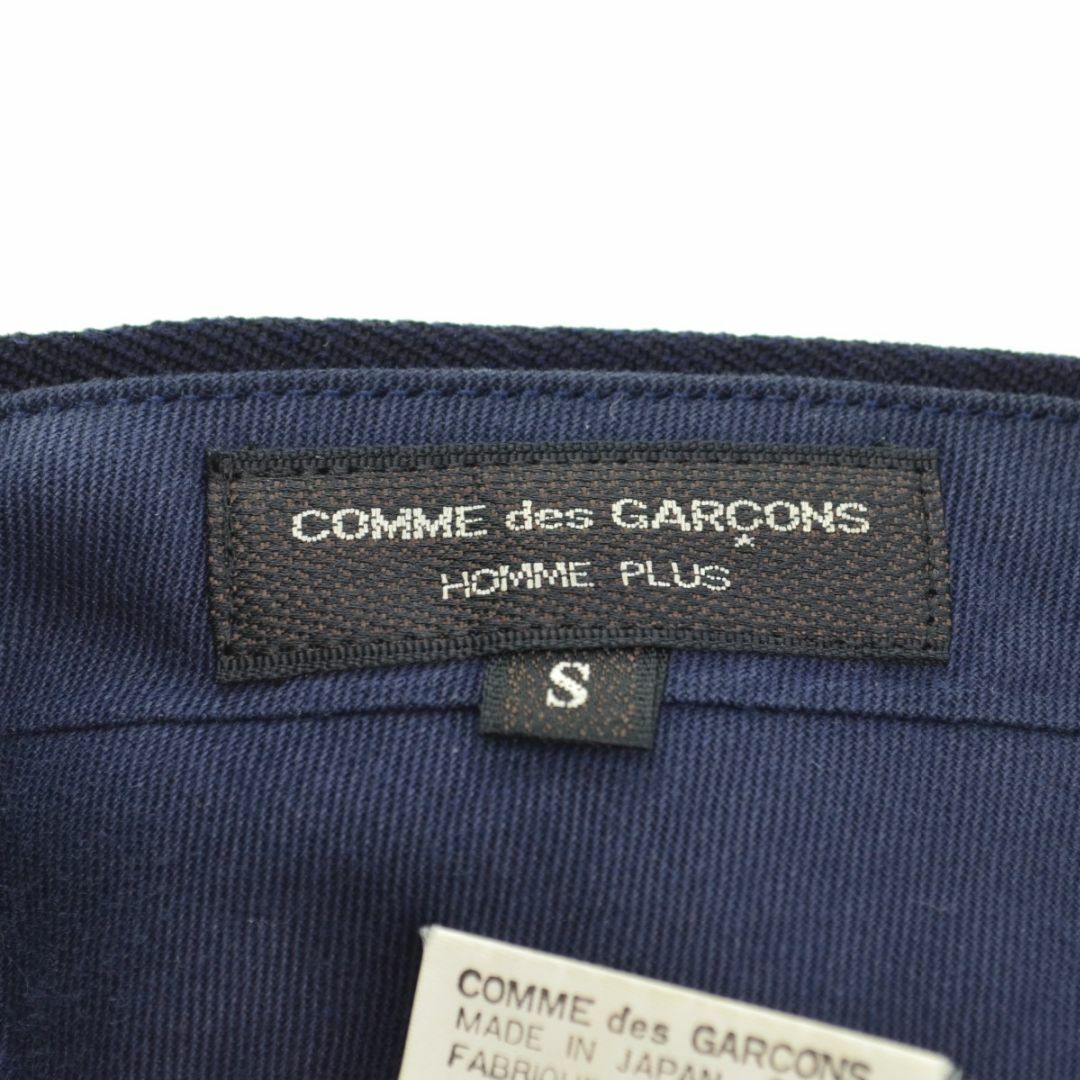 COMME des GARÇONS
HOMME PLUS
S
COMME des GARCONS
MADE IN JAPAN